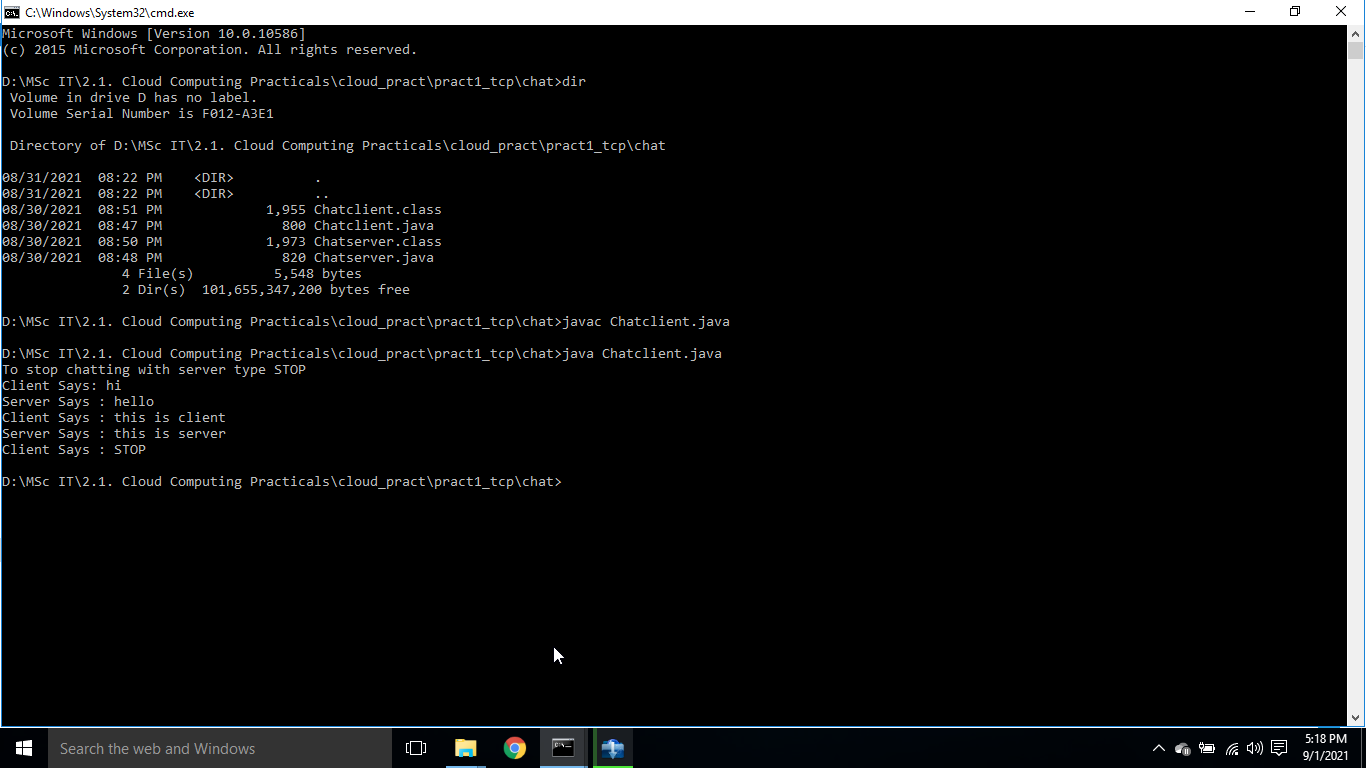 C:\Windows\System32\cmd.exe
Microsoft Windows [Version 10.0.10586]
(c) 2015 Microsoft Corporation. All rights reserved.
D:\MSc IT\2.1. Cloud Computing Practicals\cloud_pract\pract1_tcp\chat>dir
Volume in drive D has no label.
Volume Serial Number is F012-A3E1
Directory of D:\MSc IT\2.1. Cloud Computing Practicals\cloud_pract\pract1_tcp\chat
08/31/2021  08:22 PM    <DIR>          .
08/31/2021  08:22 PM    <DIR>          ..
08/30/2021  08:51 PM             1,955 Chatclient.class
08/30/2021  08:47 PM               800 Chatclient.java
08/30/2021  08:50 PM             1,973 Chatserver.class
08/30/2021  08:48 PM               820 Chatserver.java
4 File(s)          5,548 bytes
2 Dir(s)  101,655,347,200 bytes free
D:\MSc IT\2.1. Cloud Computing Practicals\cloud_pract\pract1_tcp\chat>javac Chatclient.java
D:\MSc IT\2.1. Cloud Computing Practicals\cloud_pract\pract1_tcp\chat>java Chatclient.java
To stop chatting with server type STOP
Client Says: hi
Server Says : hello
Client Says : this is client
Server Says : this is server
Client Says : STOP
D:\MSc IT\2.1. Cloud Computing Practicals\cloud_pract\pract1_tcp\chat>
Search the web and Windows
5:18 PM
9/1/2021